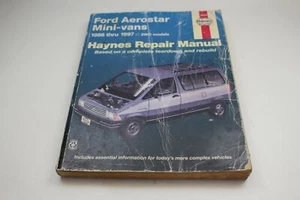 Ford Aerostar
Mini-vans
1986 thru 1997
Haynes Repair Manual
Based on a complete teardown and rebuild
Includes essential information for today's more complex vehicles